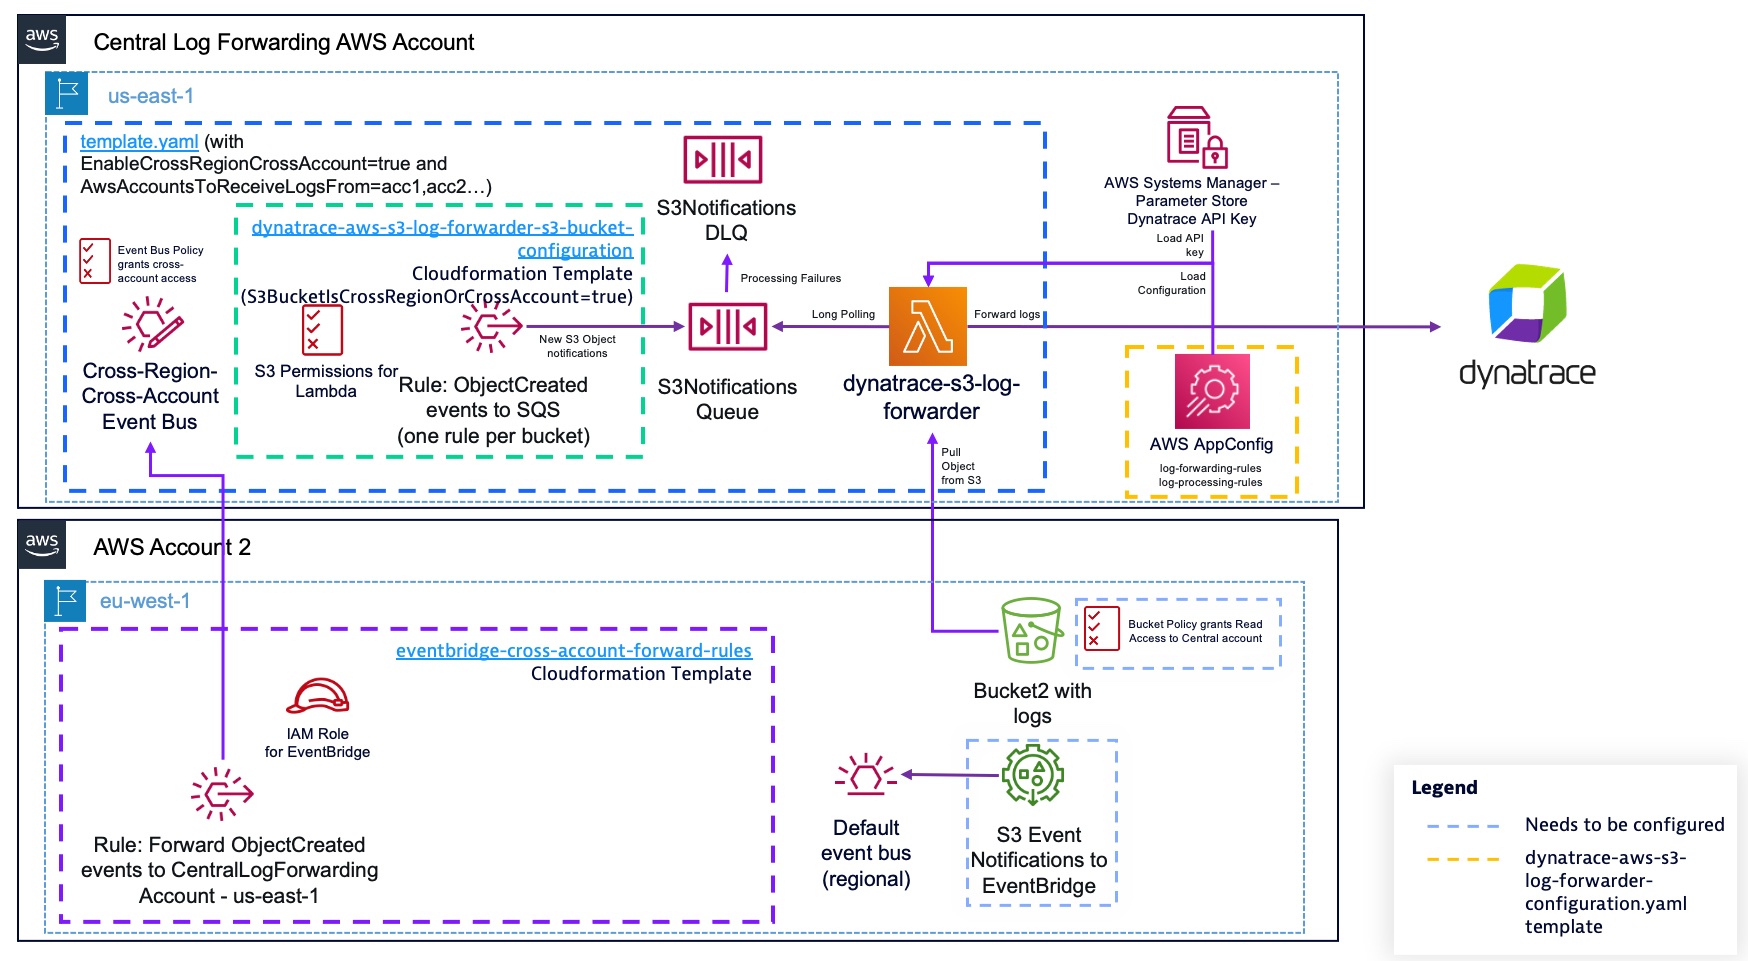 aws
Central Log Forwarding AWS Account
us-east-1
template.yaml (with
EnableCrossRegionCrossAccount=true and
AwsAccountsToReceiveLogsFrom=acc1,acc2...)
Event Bus Policy
grants cross-
account access
Cross-Region-
Cross-Account
Event Bus
dynatrace-aws-s3-log-forwarder-s3-bucket-
configuration
Cloudformation Template
(S3BucketIsCrossRegionOrCrossAccount=true)
S3 Permissions for
Lambda
Rule: ObjectCreated
events to SQS
(one rule per bucket)
New S3 Object
notifications
S3Notifications
DLQ
Processing Failures
S3Notifications
Queue
Long Polling
dynatrace-s3-log-
forwarder
Forward logs
Pull
Object
from S3
AWS Systems Manager –
Parameter Store
Dynatrace API Key
Load API
key
Load
Configuration
AWS AppConfig
log-forwarding-rules
log-processing-rules
dynatrace
aws
AWS Account 2
eu-west-1
eventbridge-cross-account-forward-rules
Cloudformation Template
IAM Role
for EventBridge
Rule: Forward ObjectCreated
events to CentralLogForwarding
Account - us-east-1
Bucket2 with
logs
Bucket Policy grants Read
Access to Central account
Default
event bus
(regional)
S3 Event
Notifications to
EventBridge
Legend
Needs to be configured
dynatrace-aws-s3-
log-forwarder-
configuration.yaml
template